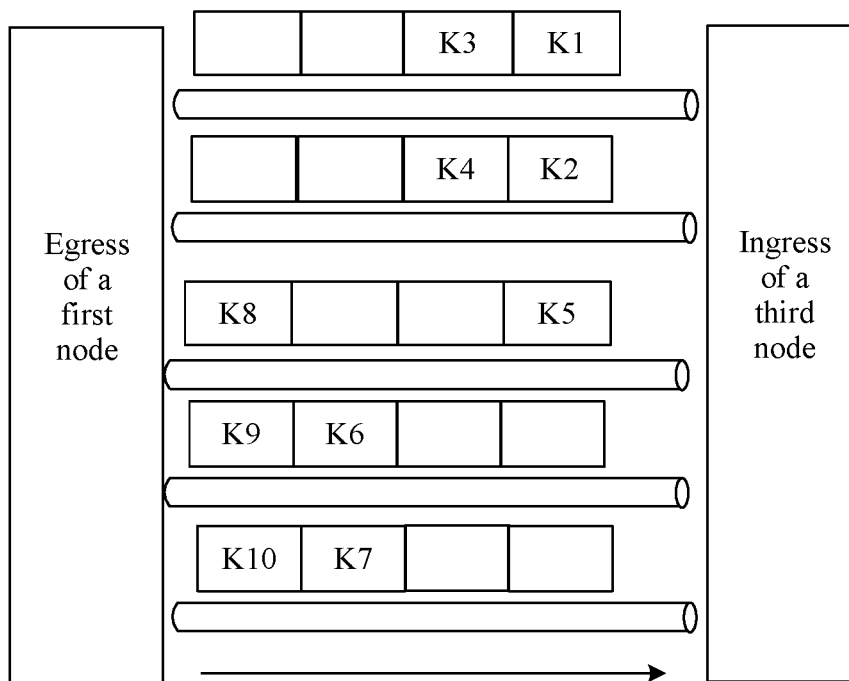 K3 K1
K4 K2
Egress
of a
first
node
Ingress
of a
third
node
K8 K5
K9 K6
K10 K7